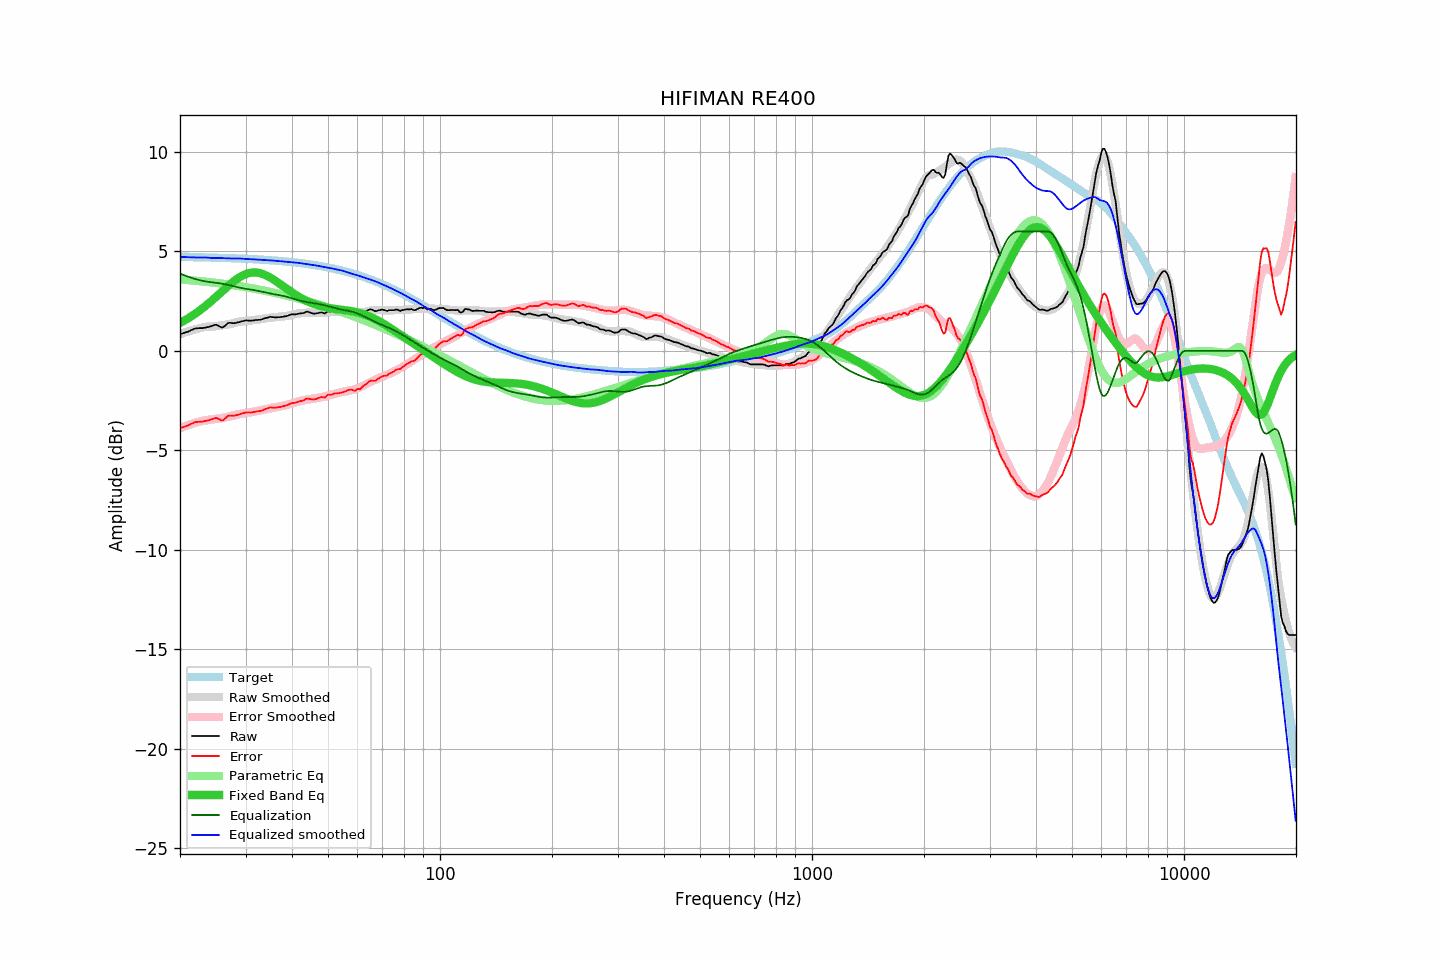 HIFIMAN RE400
10
5
0
−5
−10
−15
−20
−25
Amplitude (dBr)
100
1000
10000
Frequency (Hz)
Target
Raw Smoothed
Error Smoothed
Raw
Error
Parametric Eq
Fixed Band Eq
Equalization
Equalized smoothed